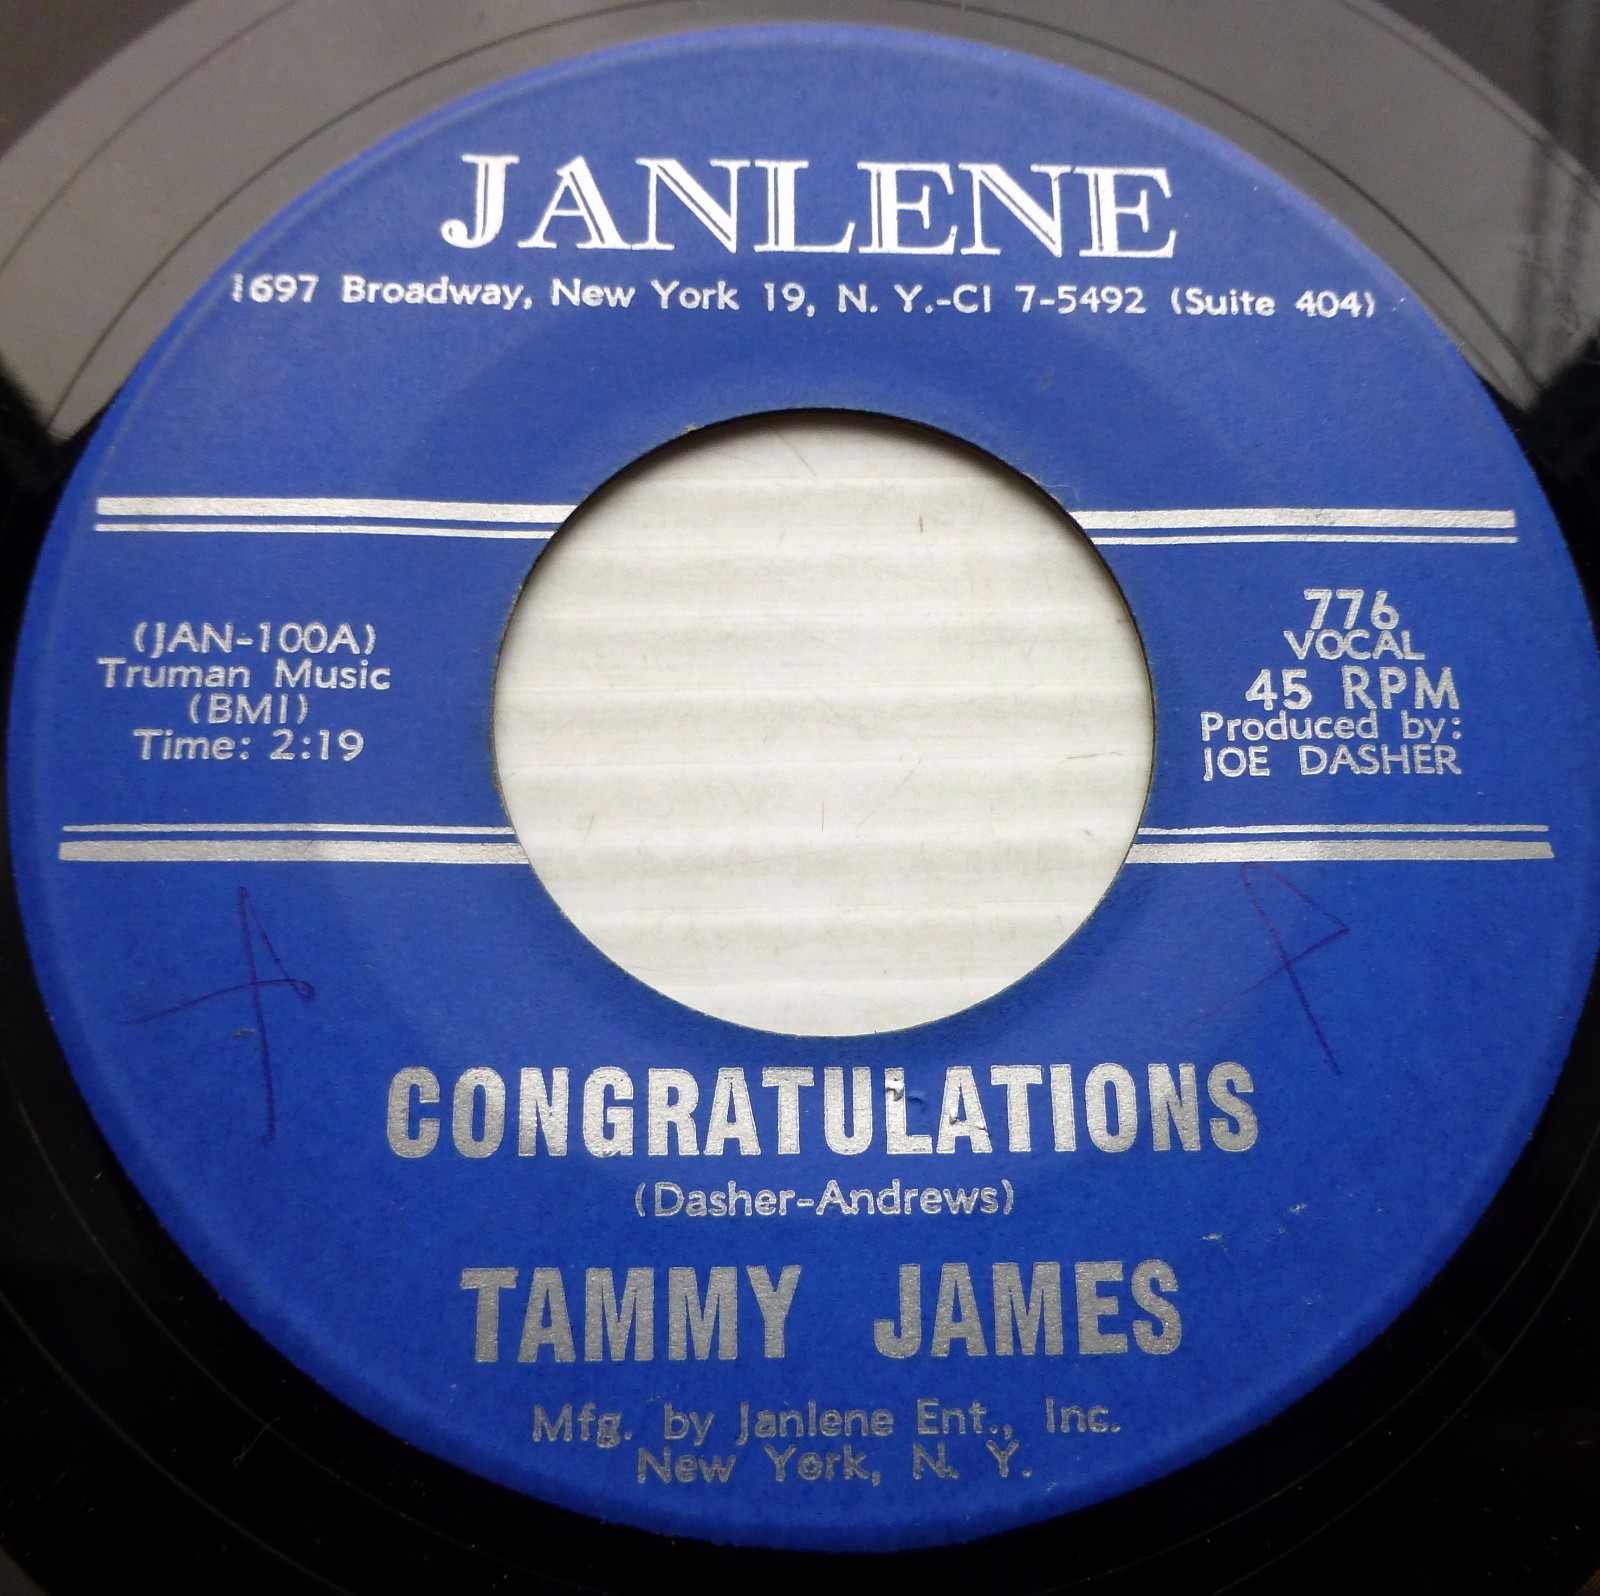 JANLENE
1697 Broadway, New York 19, N. Y.-CI 7-5492 (Suite 404)
(JAN-100A)
Truman Music
(BMI)
Time: 2:19
776
VOCAL
45 RPM
Produced by:
JOE DASHER
A
A
CONGRATULATIONS
(Dasher-Andrews)
TAMMY JAMES
Mfg. by Janlene Ent., Inc.
New York, N. Y.